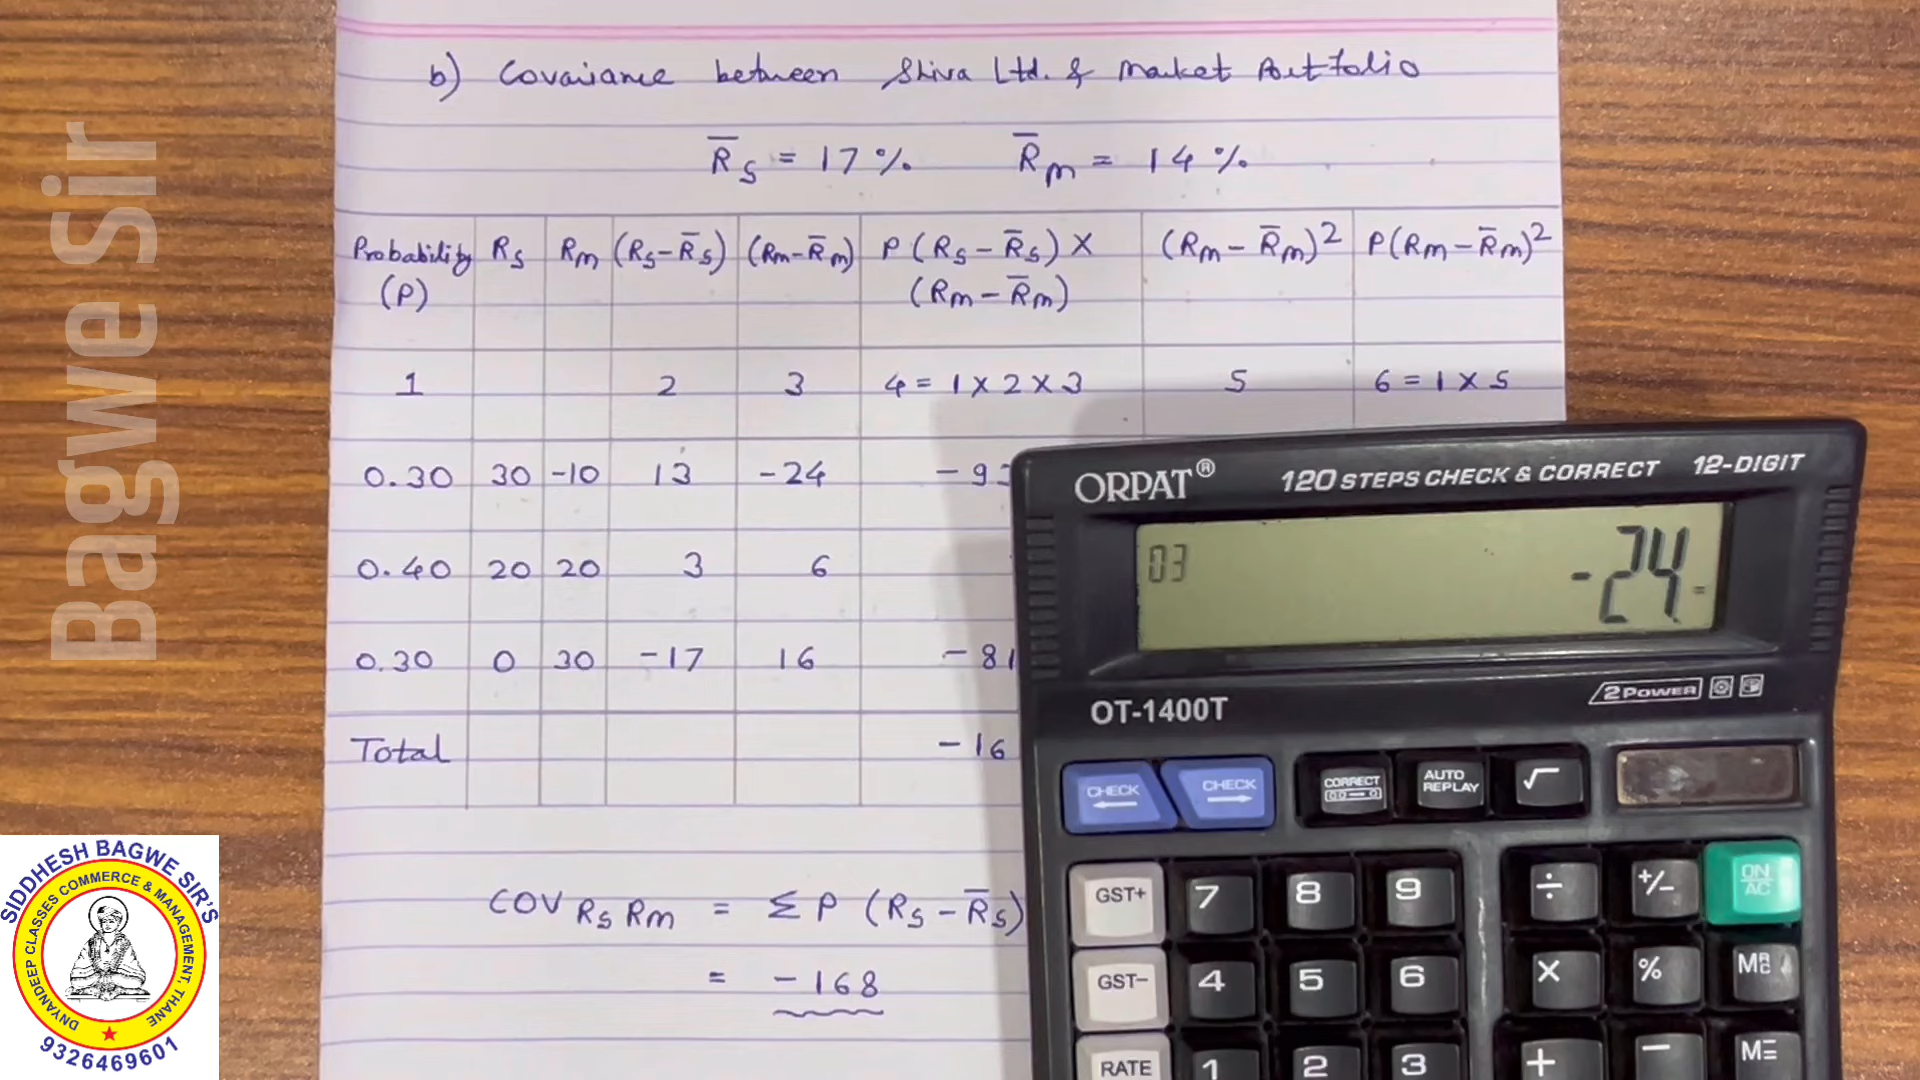 b) Covariance between Shiva Ltd. & Market Portfolio
R̅s = 17% R̅m = 14%
Probability (P) Rs Rm (Rs-R̅s) (Rm-R̅m) P(Rs-R̅s) X (Rm-R̅m) (Rm-R̅m)2 P(Rm-R̅m)2
1 2 3 4 = 1 X 2 X 3 5 6 = 1 X 5
0.30 30 -10 13 -24
0.40 20 20 3 6
0.30 0 30 -17 16
Total
COV Rs Rm = Σ P (Rs-R̅s)
= -168
ORPAT® 120 STEPS CHECK & CORRECT 12-DIGIT
03 -24 =
2 POWER
OT-1400T
CHECK CHECK CORRECT AUTO REPLAY √
00→0
GST+ 7 8 9 ÷ +/- ON/AC
GST- 4 5 6 X %
RATE 1 2 3 + - M=
Bagwe Sir
SIDDHESH BAGWE SIR'S
DNYANDEEP CLASSES COMMERCE & MANAGEMENT, THANE
9326469601